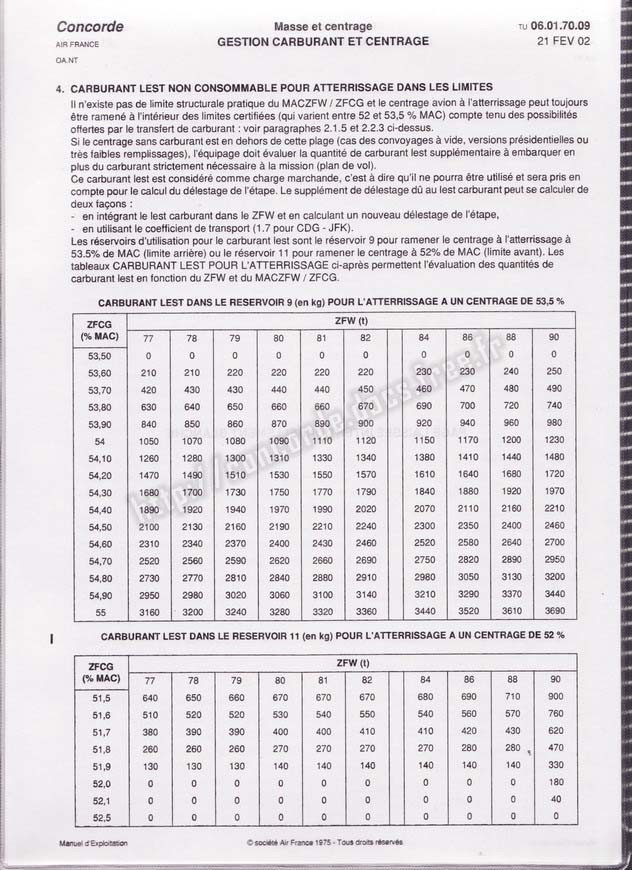 Concorde
Masse et centrage
TU 06.01.70.09
AIR FRANCE
GESTION CARBURANT ET CENTRAGE
21 FEV 02
OA.NT
4. CARBURANT LEST NON CONSOMMABLE POUR ATTERRISSAGE DANS LES LIMITES
Il n'existe pas de limite structurale pratique du MACZFW / ZFCG et le centrage avion à l'atterrissage peut toujours
être ramené à l'intérieur des limites certifiées (qui varient entre 52 et 53,5 % MAC) compte tenu des possibilités
offertes par le transfert de carburant : voir paragraphes 2.1.5 et 2.2.3 ci-dessus.
Si le centrage sans carburant est en dehors de cette plage (cas des convoyages à vide, versions présidentielles ou
très faibles remplissages), l'équipage doit évaluer la quantité de carburant lest supplémentaire à embarquer en
plus du carburant strictement nécessaire à la mission (plan de vol).
Ce carburant lest est considéré comme charge marchande, c'est à dire qu'il ne pourra être utilisé et sera pris en
compte pour le calcul du délestage de l'étape. Le supplément de délestage dû au lest carburant peut se calculer de
deux façons :
- en intégrant le lest carburant dans le ZFW et en calculant un nouveau délestage de l'étape,
- en utilisant le coefficient de transport (1.7 pour CDG - JFK).
Les réservoirs d'utilisation pour le carburant lest sont le réservoir 9 pour ramener le centrage à l'atterrissage à
53.5% de MAC (limite arrière) ou le réservoir 11 pour ramener le centrage à 52% de MAC (limite avant). Les
tableaux CARBURANT LEST POUR L'ATTERRISSAGE ci-après permettent l'évaluation des quantités de
carburant lest en fonction du ZFW et du MACZFW / ZFCG.
CARBURANT LEST DANS LE RESERVOIR 9 (en kg) POUR L'ATTERRISSAGE A UN CENTRAGE DE 53,5 %
ZFCG (% MAC) ZFW (t)
77 78 79 80 81 82 84 86 88 90
53,50 0 0 0 0 0 0 0 0 0 0
53,60 210 210 220 220 220 220 230 230 240 250
53,70 420 430 430 440 440 450 460 470 480 490
53,80 630 640 650 660 660 670 690 700 720 740
53,90 840 850 860 870 890 900 920 940 960 980
54 1050 1070 1080 1090 1110 1120 1150 1170 1200 1230
54,10 1260 1280 1300 1310 1330 1340 1380 1410 1440 1480
54,20 1470 1490 1510 1530 1550 1570 1610 1640 1680 1720
54,30 1680 1700 1730 1750 1770 1790 1840 1880 1920 1970
54,40 1890 1920 1940 1970 1990 2020 2070 2110 2160 2210
54,50 2100 2130 2160 2190 2210 2240 2300 2350 2400 2460
54,60 2310 2340 2370 2400 2430 2460 2520 2580 2640 2700
54,70 2520 2560 2590 2620 2660 2690 2750 2820 2890 2950
54,80 2730 2770 2810 2840 2880 2910 2980 3050 3130 3200
54,90 2950 2980 3020 3060 3100 3140 3210 3290 3370 3440
55 3160 3200 3240 3280 3320 3360 3440 3520 3610 3690
http://concorde.docs.free.fr
CARBURANT LEST DANS LE RESERVOIR 11 (en kg) POUR L'ATTERRISSAGE A UN CENTRAGE DE 52 %
ZFCG (% MAC) ZFW (t)
77 78 79 80 81 82 84 86 88 90
51,5 640 650 660 670 670 670 680 690 710 900
51,6 510 520 520 530 540 550 540 560 570 760
51,7 380 390 390 400 400 410 410 420 430 620
51,8 260 260 260 270 270 270 270 280 280 470
51,9 130 130 130 140 140 140 140 140 140 330
52,0 0 0 0 0 0 0 0 0 0 180
52,1 0 0 0 0 0 0 0 0 0 40
52,5 0 0 0 0 0 0 0 0 0 0
Manuel d'Exploitation
© société Air France 1975 - Tous droits réservés